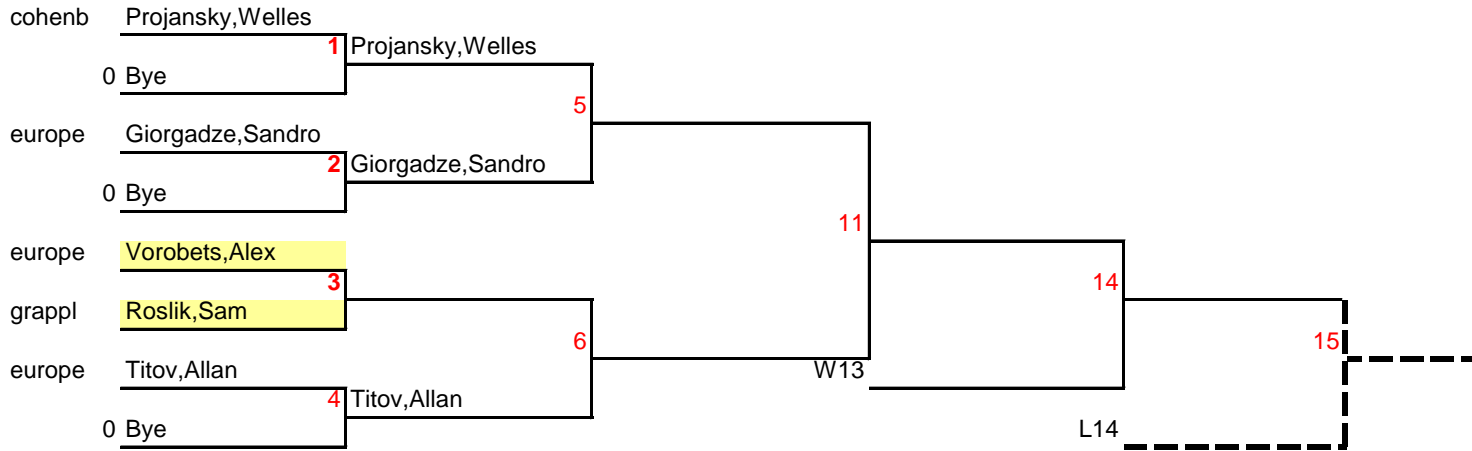 cohenb Projansky,Welles
1 Projansky,Welles
0 Bye
5
europe Giorgadze,Sandro
2 Giorgadze,Sandro
0 Bye
11
europe Vorobets,Alex
3
14
grappl Roslik,Sam
6
15
europe Titov,Allan
W13
4 Titov,Allan
0 Bye
L14